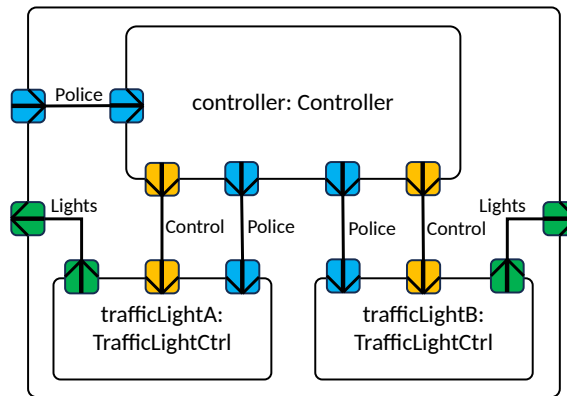 Police
controller: Controller
Lights
Control
Police
Police
Control
Lights
trafficLightA:
TrafficLightCtrl
trafficLightB:
TrafficLightCtrl